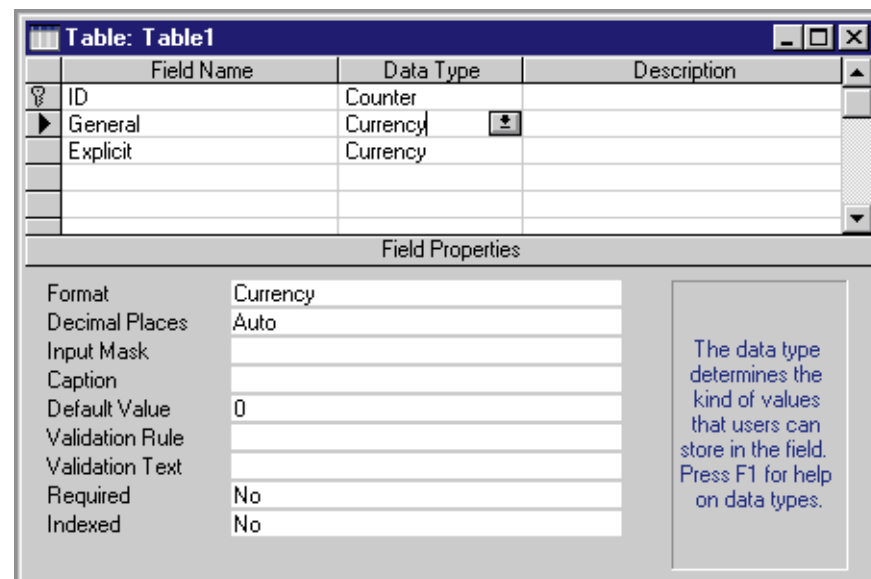 Table: Table1
Field Name Data Type Description
ID Counter
General Currency
Explicit Currency
Field Properties
Format Currency
Decimal Places Auto
Input Mask
Caption
Default Value 0
Validation Rule
Validation Text
Required No
Indexed No
The data type
determines the
kind of values
that users can
store in the field.
Press F1 for help
on data types.